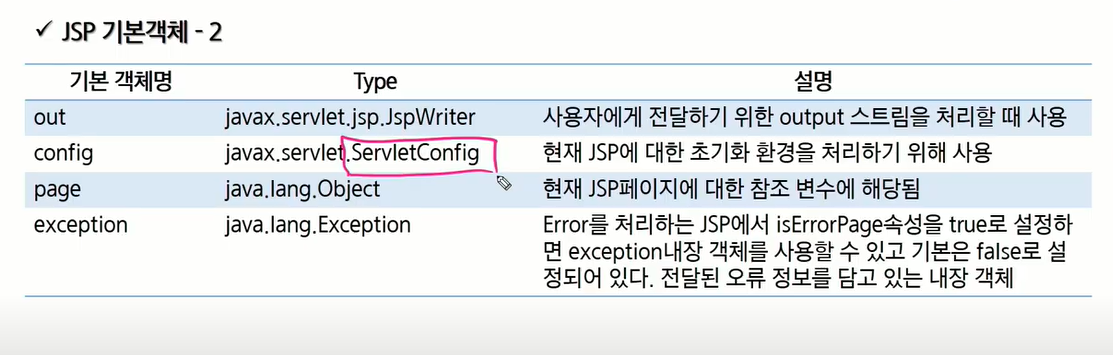 ✓ JSP 기본객체 - 2
기본 객체명 Type 설명
out javax.servlet.jsp.JspWriter 사용자에게 전달하기 위한 output 스트림을 처리할 때 사용
config javax.servlet.ServletConfig 현재 JSP에 대한 초기화 환경을 처리하기 위해 사용
page java.lang.Object 현재 JSP페이지에 대한 참조 변수에 해당됨
exception java.lang.Exception Error를 처리하는 JSP에서 isErrorPage속성을 true로 설정하
면 exception내장 객체를 사용할 수 있고 기본은 false로 설
정되어 있다. 전달된 오류 정보를 담고 있는 내장 객체